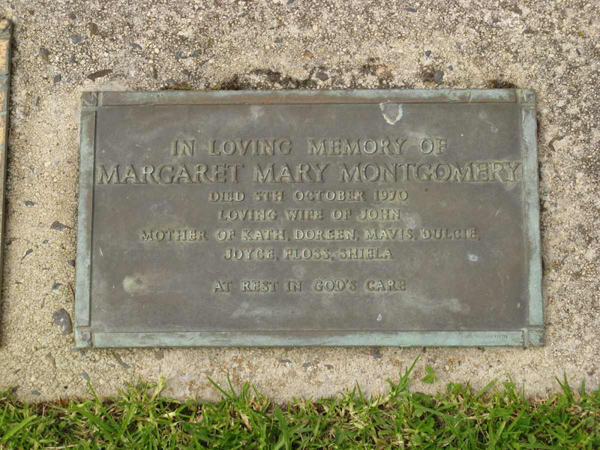 IN LOVING MEMORY OF
MARGARET MARY MONTGOMERY
DIED 5TH OCTOBER 1970
LOVING WIFE OF JOHN
MOTHER OF KATH, DOREEN, MAVIS, DULCIE,
JOYCE, FLOSS, SHIELA
AT REST IN GOD'S CARE